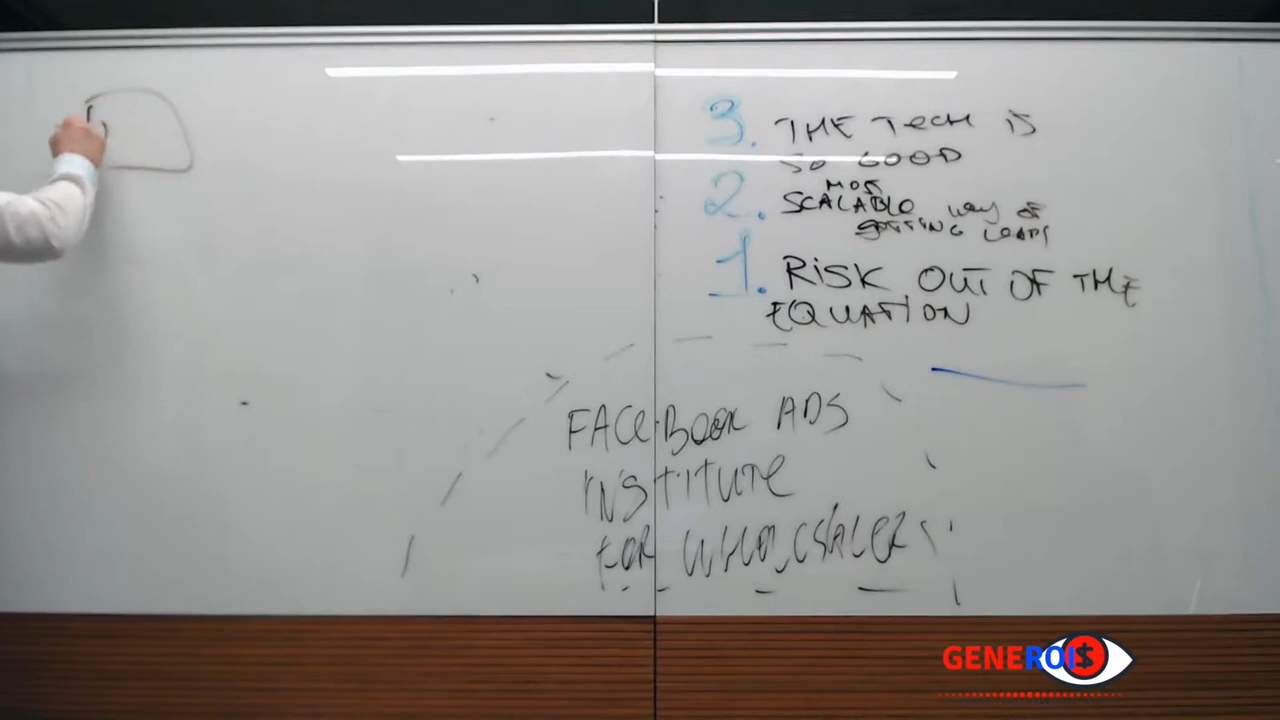 3. THE TECH IS
SO GOOD
2. SCALABLE way OF
MOST
GETTING LEADS
1. RISK OUT OF THE
EQUATION
FACEBOOK ADS
INSTITUTE
FOR WHOLESALERS
GENEROI$